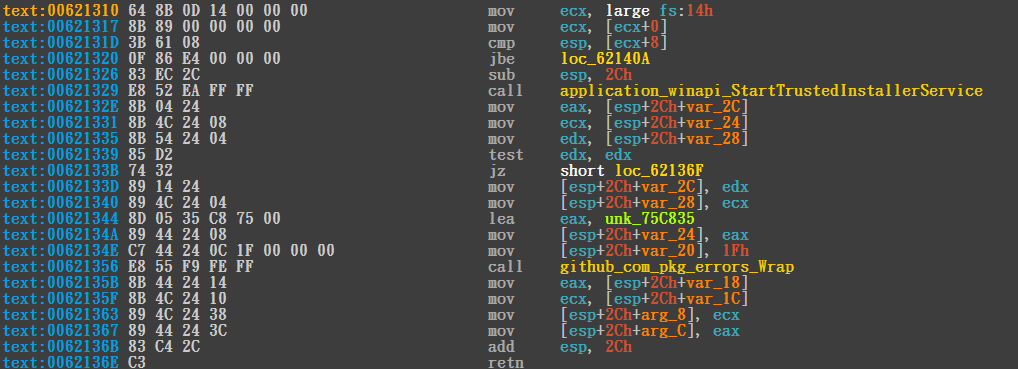 text:00621310 64 8B 0D 14 00 00 00 mov ecx, large fs:14h
text:00621317 8B 89 00 00 00 00 mov ecx, [ecx+0]
text:0062131D 3B 61 08 cmp esp, [ecx+8]
text:00621320 0F 86 E4 00 00 00 jbe loc_62140A
text:00621326 83 EC 2C sub esp, 2Ch
text:00621329 E8 52 EA FF FF call application_winapi_StartTrustedInstallerService
text:0062132E 8B 04 24 mov eax, [esp+2Ch+var_2C]
text:00621331 8B 4C 24 08 mov ecx, [esp+2Ch+var_24]
text:00621335 8B 54 24 04 mov edx, [esp+2Ch+var_28]
text:00621339 85 D2 test edx, edx
text:0062133B 74 32 jz short loc_62136F
text:0062133D 89 14 24 mov [esp+2Ch+var_2C], edx
text:00621340 89 4C 24 04 mov [esp+2Ch+var_28], ecx
text:00621344 8D 05 35 C8 75 00 lea eax, unk_75C835
text:0062134A 89 44 24 08 mov [esp+2Ch+var_24], eax
text:0062134E C7 44 24 0C 1F 00 00 00 mov [esp+2Ch+var_20], 1Fh
text:00621356 E8 55 F9 FE FF call github_com_pkg_errors_Wrap
text:0062135B 8B 44 24 14 mov eax, [esp+2Ch+var_18]
text:0062135F 8B 4C 24 10 mov ecx, [esp+2Ch+var_1C]
text:00621363 89 4C 24 38 mov [esp+2Ch+arg_8], ecx
text:00621367 89 44 24 3C mov [esp+2Ch+arg_C], eax
text:0062136B 83 C4 2C add esp, 2Ch
text:0062136E C3 retn